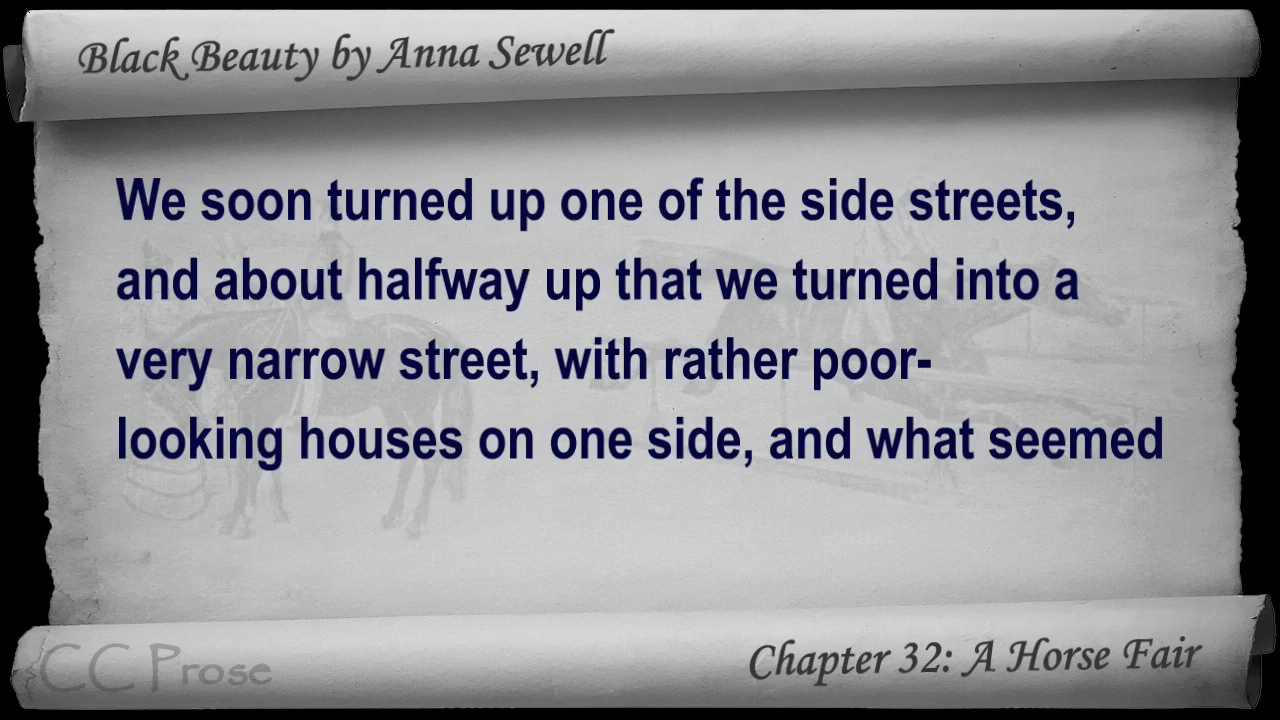 Black Beauty by Anna Sewell
We soon turned up one of the side streets,
and about halfway up that we turned into a
very narrow street, with rather poor-
looking houses on one side, and what seemed
CC Prose
Chapter 32: A Horse Fair